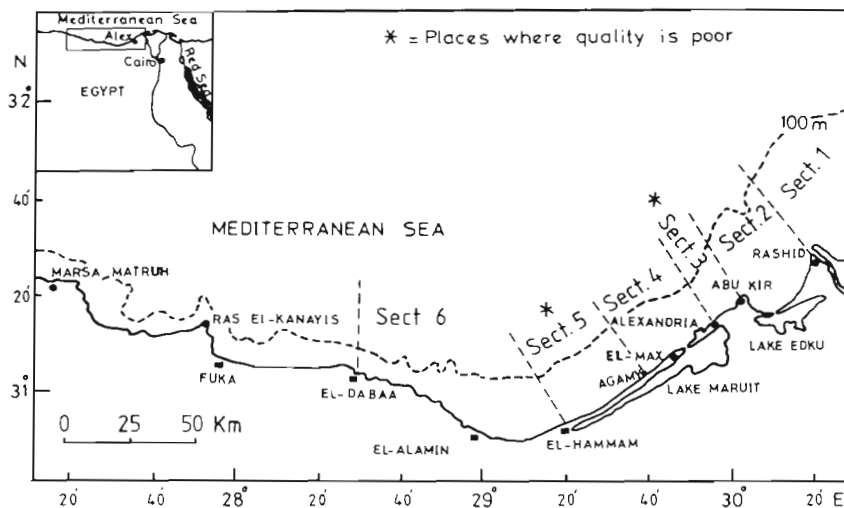 Mediterranean Sea
Alex.
Cairo
EGYPT
Red Sea
* = Places where quality is poor
N
32°
40'
20'
31°
100 m
MEDITERRANEAN SEA
Sect. 1
Sect. 2
* Sect. 3
Sect. 4
* Sect. 5
Sect 6
RASHID
MARSA MATRUH
ABU KIR
RAS El-KANAYIS
ALEXANDRIA
LAKE EDKU
EL-MAX
FUKA
AGAMY
LAKE MARUIT
EL-DABAA
EL-ALAMIN
EL-HAMMAM
0 25 50 Km
20' 40' 28° 20' 40' 29° 20' 40' 30° 20' E